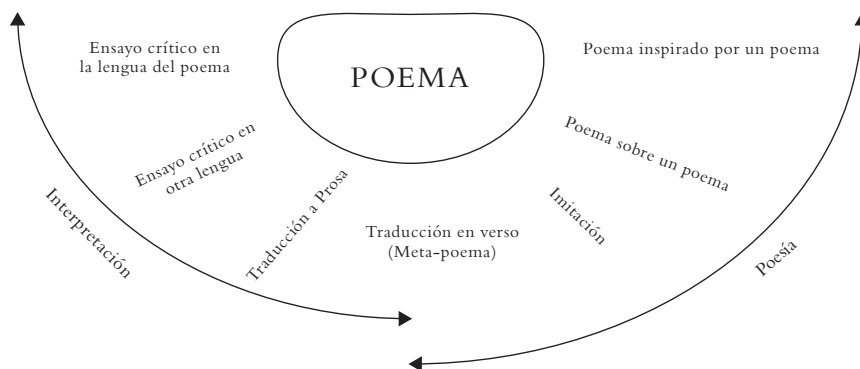 Ensayo crítico en
la lengua del poema
POEMA
Poema inspirado por un poema
Ensayo crítico en
otra lengua
Poema sobre un poema
Interpretación
Traducción a Prosa
Traducción en verso
(Meta-poema)
Imitación
Poesía